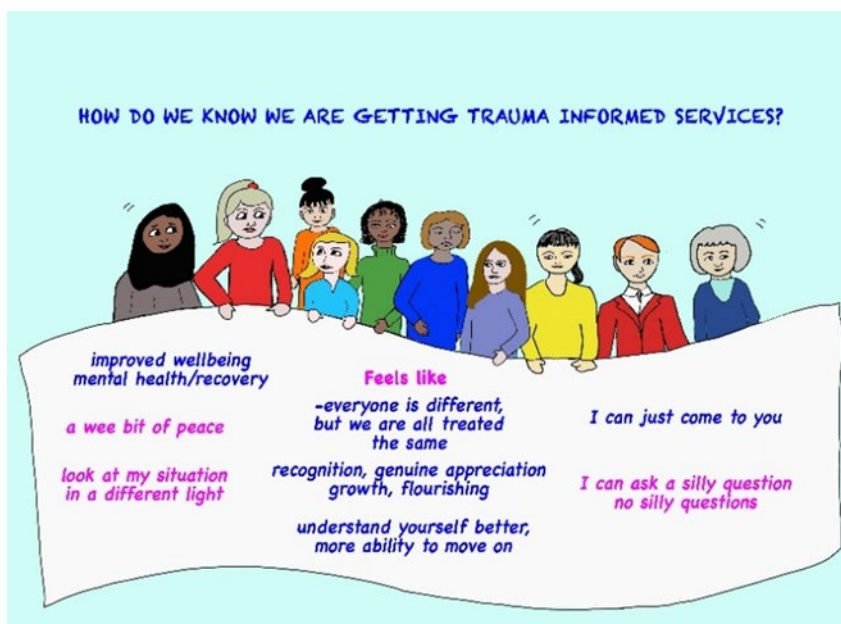 HOW DO WE KNOW WE ARE GETTING TRAUMA INFORMED SERVICES?
improved wellbeing
mental health/recovery
a wee bit of peace
look at my situation
in a different light
Feels like
-everyone is different,
but we are all treated
the same
recognition, genuine appreciation
growth, flourishing
understand yourself better,
more ability to move on
I can just come to you
I can ask a silly question
no silly questions